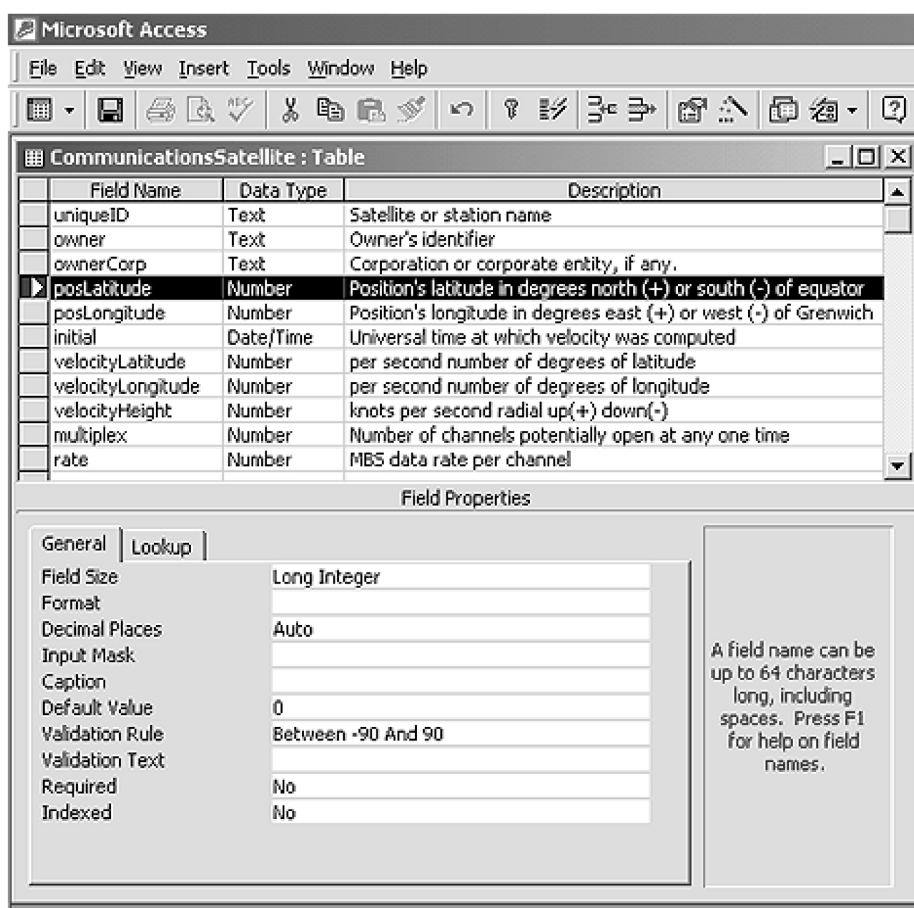 Microsoft Access
File Edit View Insert Tools Window Help
CommunicationsSatellite : Table
Field Name Data Type Description
uniqueID Text Satellite or station name
owner Text Owner's identifier
ownerCorp Text Corporation or corporate entity, if any.
posLatitude Number Position's latitude in degrees north (+) or south (-) of equator
posLongitude Number Position's longitude in degrees east (+) or west (-) of Grenwich
initial Date/Time Universal time at which velocity was computed
velocityLatitude Number per second number of degrees of latitude
velocityLongitude Number per second number of degrees of longitude
velocityHeight Number knots per second radial up(+) down(-)
multiplex Number Number of channels potentially open at any one time
rate Number MBS data rate per channel
Field Properties
General Lookup
Field Size Long Integer
Format
Decimal Places Auto
Input Mask
Caption
Default Value 0
Validation Rule Between -90 And 90
Validation Text
Required No
Indexed No
A field name can be
up to 64 characters
long, including
spaces. Press F1
for help on field
names.